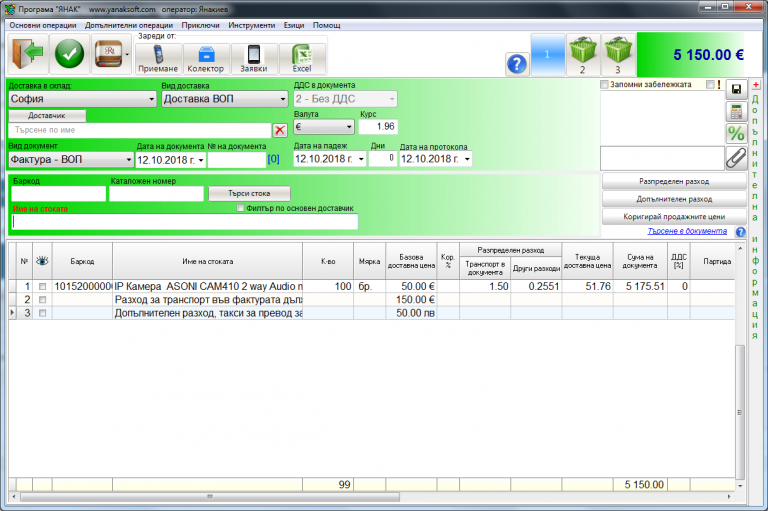 Програма "ЯНАК" www.yanaksoft.com оператор: Янакиев
Основни операции Допълнителни операции Приключи Инструменти Езици Помощ
Зареди от:
Приемане Колектор Заявки Excel
1 2 3
5 150.00 €
Доставка в склад: Вид доставка ДДС в документа
София Доставка ВОП 2 - Без ДДС
Запомни забележката !
Доставчик Валута Курс
Търсене по име € 1.96
Вид документ Дата на документа № на документа Дата на падеж Дни Дата на протокола
Фактура - ВОП 12.10.2018 г. [0] 12.10.2018 г. 0 12.10.2018 г.
Баркод Каталожен номер
Търси стока
Име на стоката Филтър по основен доставчик
Разпределен разход
Допълнителен разход
Коригирай продажните цени
Търсене в документа
+ Допълнителна информация
№ Баркод Име на стоката К-во Мярка Базова доставна цена Кор. % Разпределен разход Транспорт в документа Други разходи Текуща доставна цена Сума на документа ДДС [%] Партида
1 10152000000 IP Камера ASONI CAM410 2 way Audio 100 бр. 50.00 € 1.50 0.2551 51.76 5 175.51 0
2 Разход за транспорт във фактурата 150.00 €
3 Допълнителен разход, такси за превод 50.00 лв
99 5 150.00